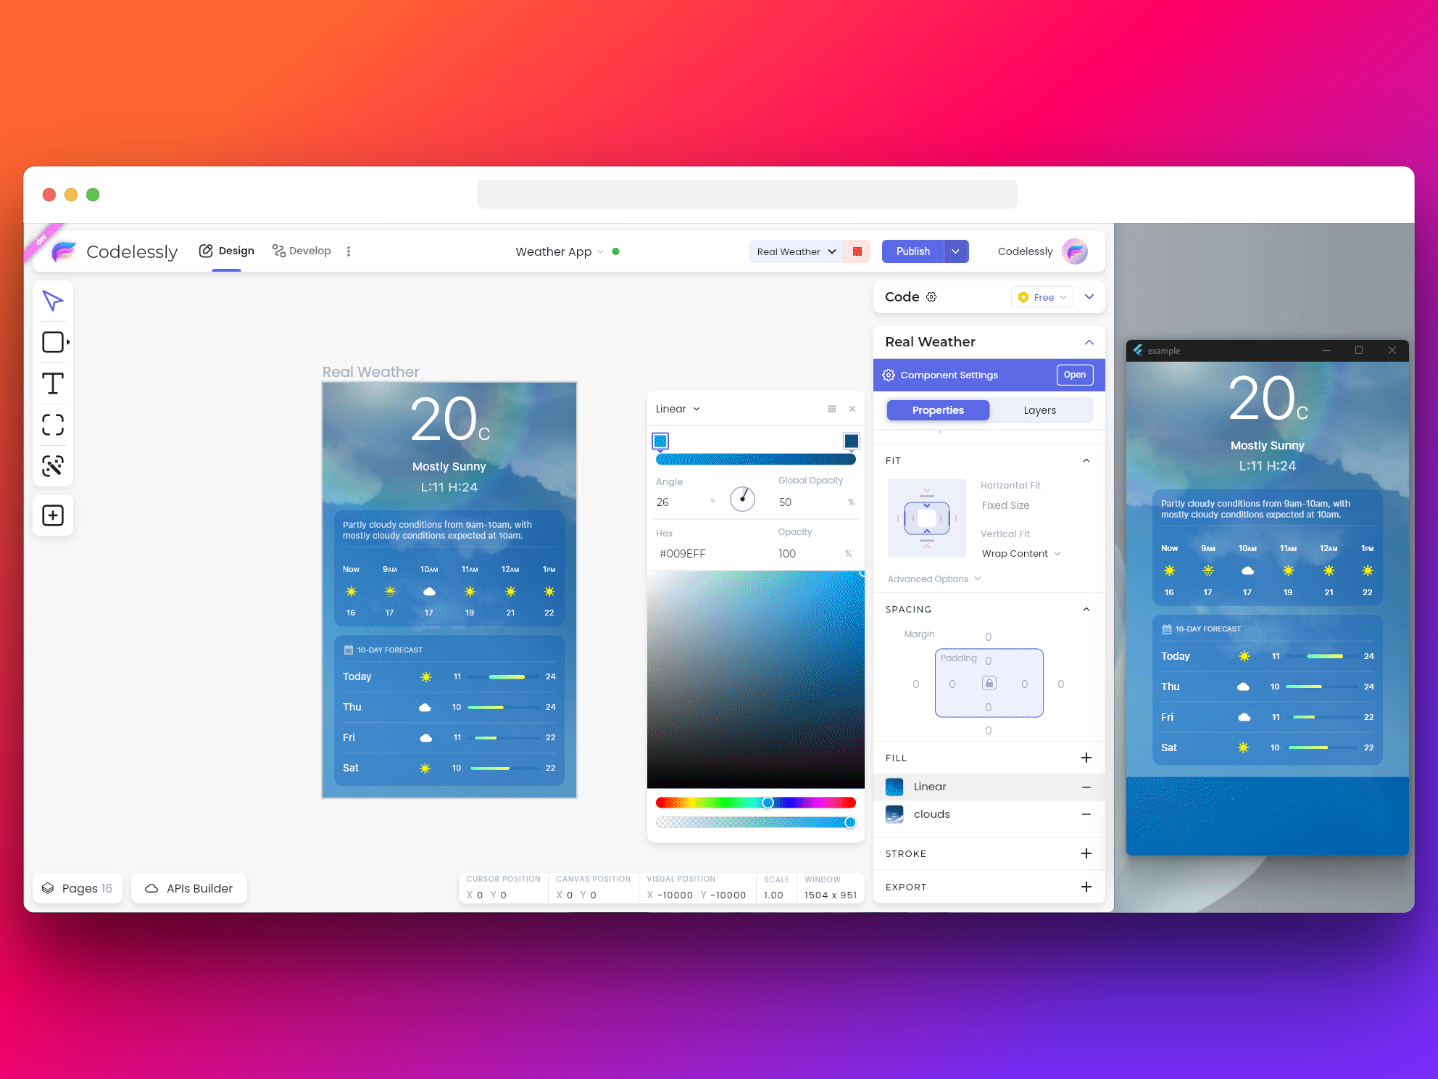 dev
Codelessly
Design
Develop
Weather App
Real Weather
Publish
Codelessly
Code
Free
Real Weather
Component Settings
Open
Properties
Layers
FIT
Horizontal Fit
Fixed Size
Vertical Fit
Wrap Content
Advanced Options
SPACING
Margin
0
Padding
0
0
0
0
0
0
0
FILL
Linear
clouds
STROKE
EXPORT
T
Real Weather
20C
Mostly Sunny
L:11 H:24
Partly cloudy conditions from 9am-10am, with
mostly cloudy conditions expected at 10am.
Now 9AM 10AM 11AM 12AM 1PM
16 17 17 19 21 22
10-DAY FORECAST
Today 11 24
Thu 10 24
Fri 11 22
Sat 10 22
Linear
Angle
Global Opacity
26 °
50 %
Hex
Opacity
#009EFF
100 %
Pages 16
APIs Builder
CURSOR POSITION
X 0 Y 0
CANVAS POSITION
X 0 Y 0
VISUAL POSITION
X -10000 Y -10000
SCALE
1.00
WINDOW
1504 x 951
example
20C
Mostly Sunny
L:11 H:24
Partly cloudy conditions from 9am-10am, with
mostly cloudy conditions expected at 10am.
Now 9AM 10AM 11AM 12AM 1PM
16 17 17 19 21 22
10-DAY FORECAST
Today 11 24
Thu 10 24
Fri 11 22
Sat 10 22